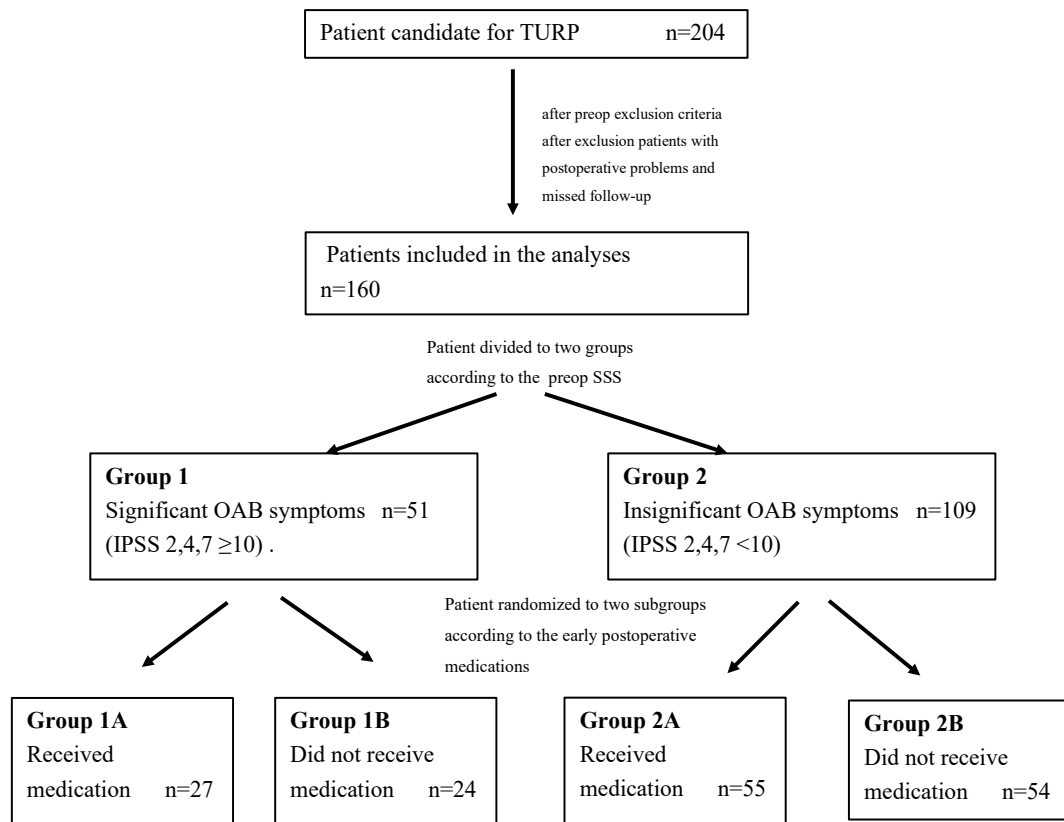 Patient candidate for TURP n=204
after preop exclusion criteria
after exclusion patients with
postoperative problems and
missed follow-up
Patients included in the analyses
n=160
Patient divided to two groups
according to the preop SSS
Group 1
Significant OAB symptoms n=51
(IPSS 2,4,7 ≥10) .
Group 2
Insignificant OAB symptoms n=109
(IPSS 2,4,7 <10)
Patient randomized to two subgroups
according to the early postoperative
medications
Group 1A
Received
medication n=27
Group 1B
Did not receive
medication n=24
Group 2A
Received
medication n=55
Group 2B
Did not receive
medication n=54